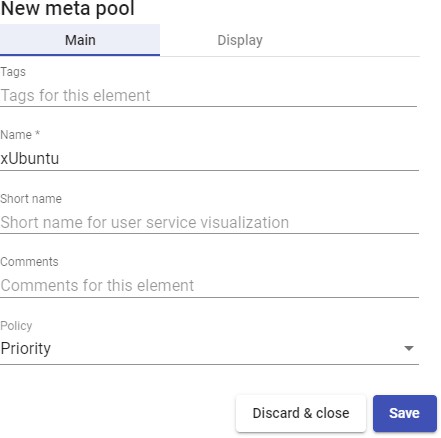 New meta pool
Main
Display
Tags
Tags for this element
Name *
xUbuntu
Short name
Short name for user service visualization
Comments
Comments for this element
Policy
Priority
Discard & close
Save